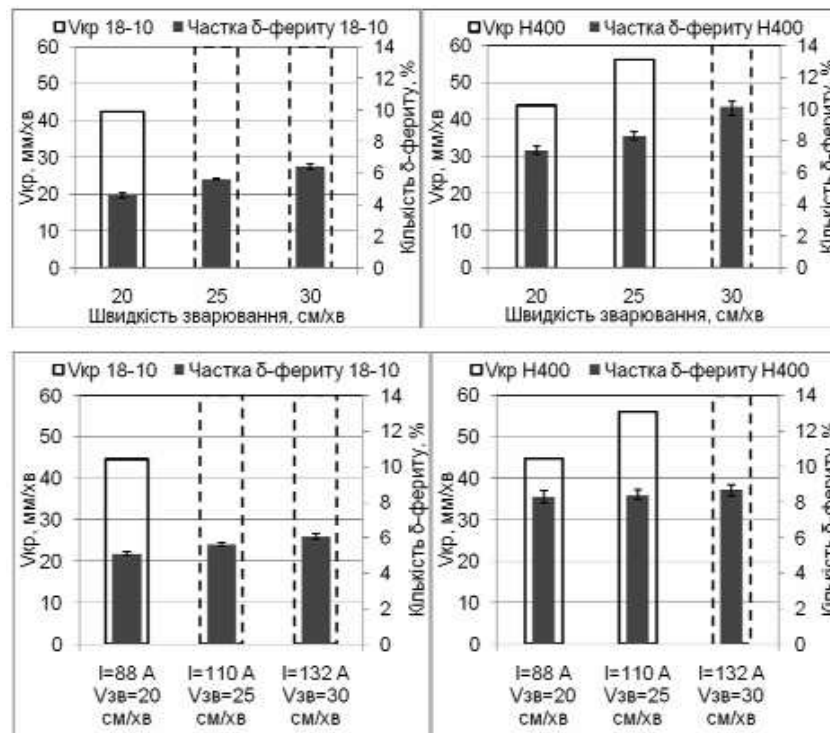 Vкр 18-10 Частка δ-фериту 18-10
60
50
40
30
20
10
0
Vкр, мм/хв
14
12
10
8
6
4
2
0
Кількість δ-фериту, %
20 25 30
Швидкість зварювання, см/хв
Vкр Н400 Частка δ-фериту Н400
60
50
40
30
20
10
0
Vкр, мм/хв
14
12
10
8
6
4
2
0
Кількість δ-фериту, %
20 25 30
Швидкість зварювання, см/хв
Vкр 18-10 Частка δ-фериту 18-10
60
50
40
30
20
10
0
Vкр, мм/хв
14
12
10
8
6
4
2
0
Кількість δ-фериту, %
I=88 А I=110 А I=132 А
Vзв=20 Vзв=25 Vзв=30
см/хв см/хв см/хв
Vкр Н400 Частка δ-фериту Н400
60
50
40
30
20
10
0
Vкр, мм/хв
14
12
10
8
6
4
2
0
Кількість δ-фериту, %
I=88 А I=110 А I=132 А
Vзв=20 Vзв=25 Vзв=30
см/хв см/хв см/хв